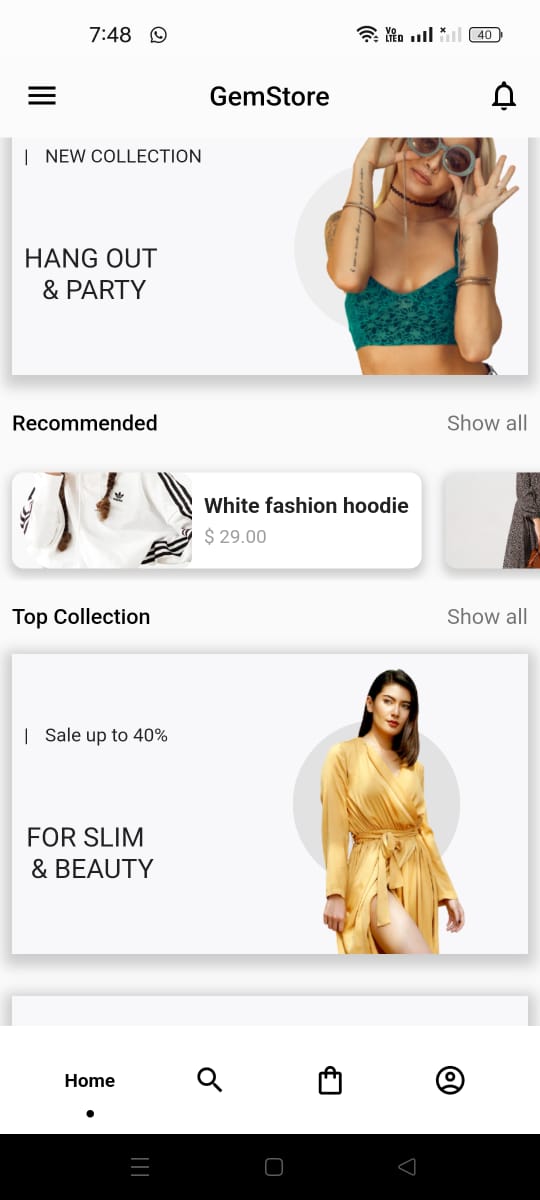 7:48
Vo
LTE
40
GemStore
| NEW COLLECTION
HANG OUT
& PARTY
Recommended
Show all
White fashion hoodie
$ 29.00
Top Collection
Show all
| Sale up to 40%
FOR SLIM
& BEAUTY
Home